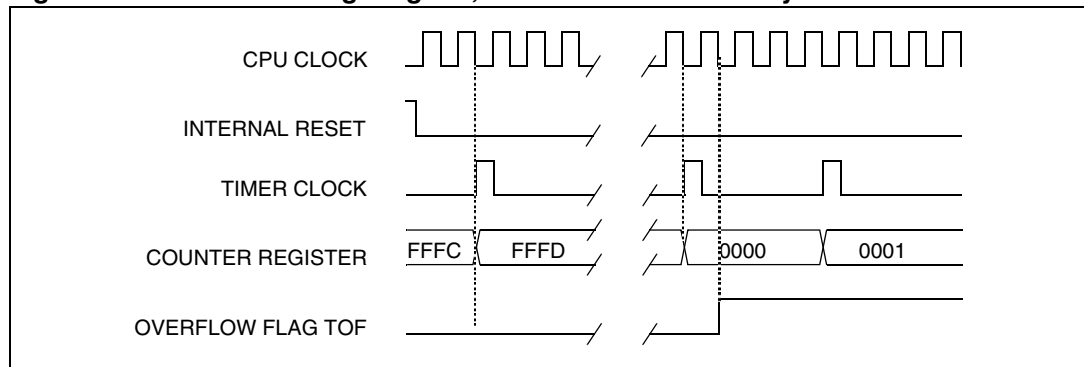 CPU CLOCK
INTERNAL RESET
TIMER CLOCK
COUNTER REGISTER FFFC FFFD 0000 0001
OVERFLOW FLAG TOF